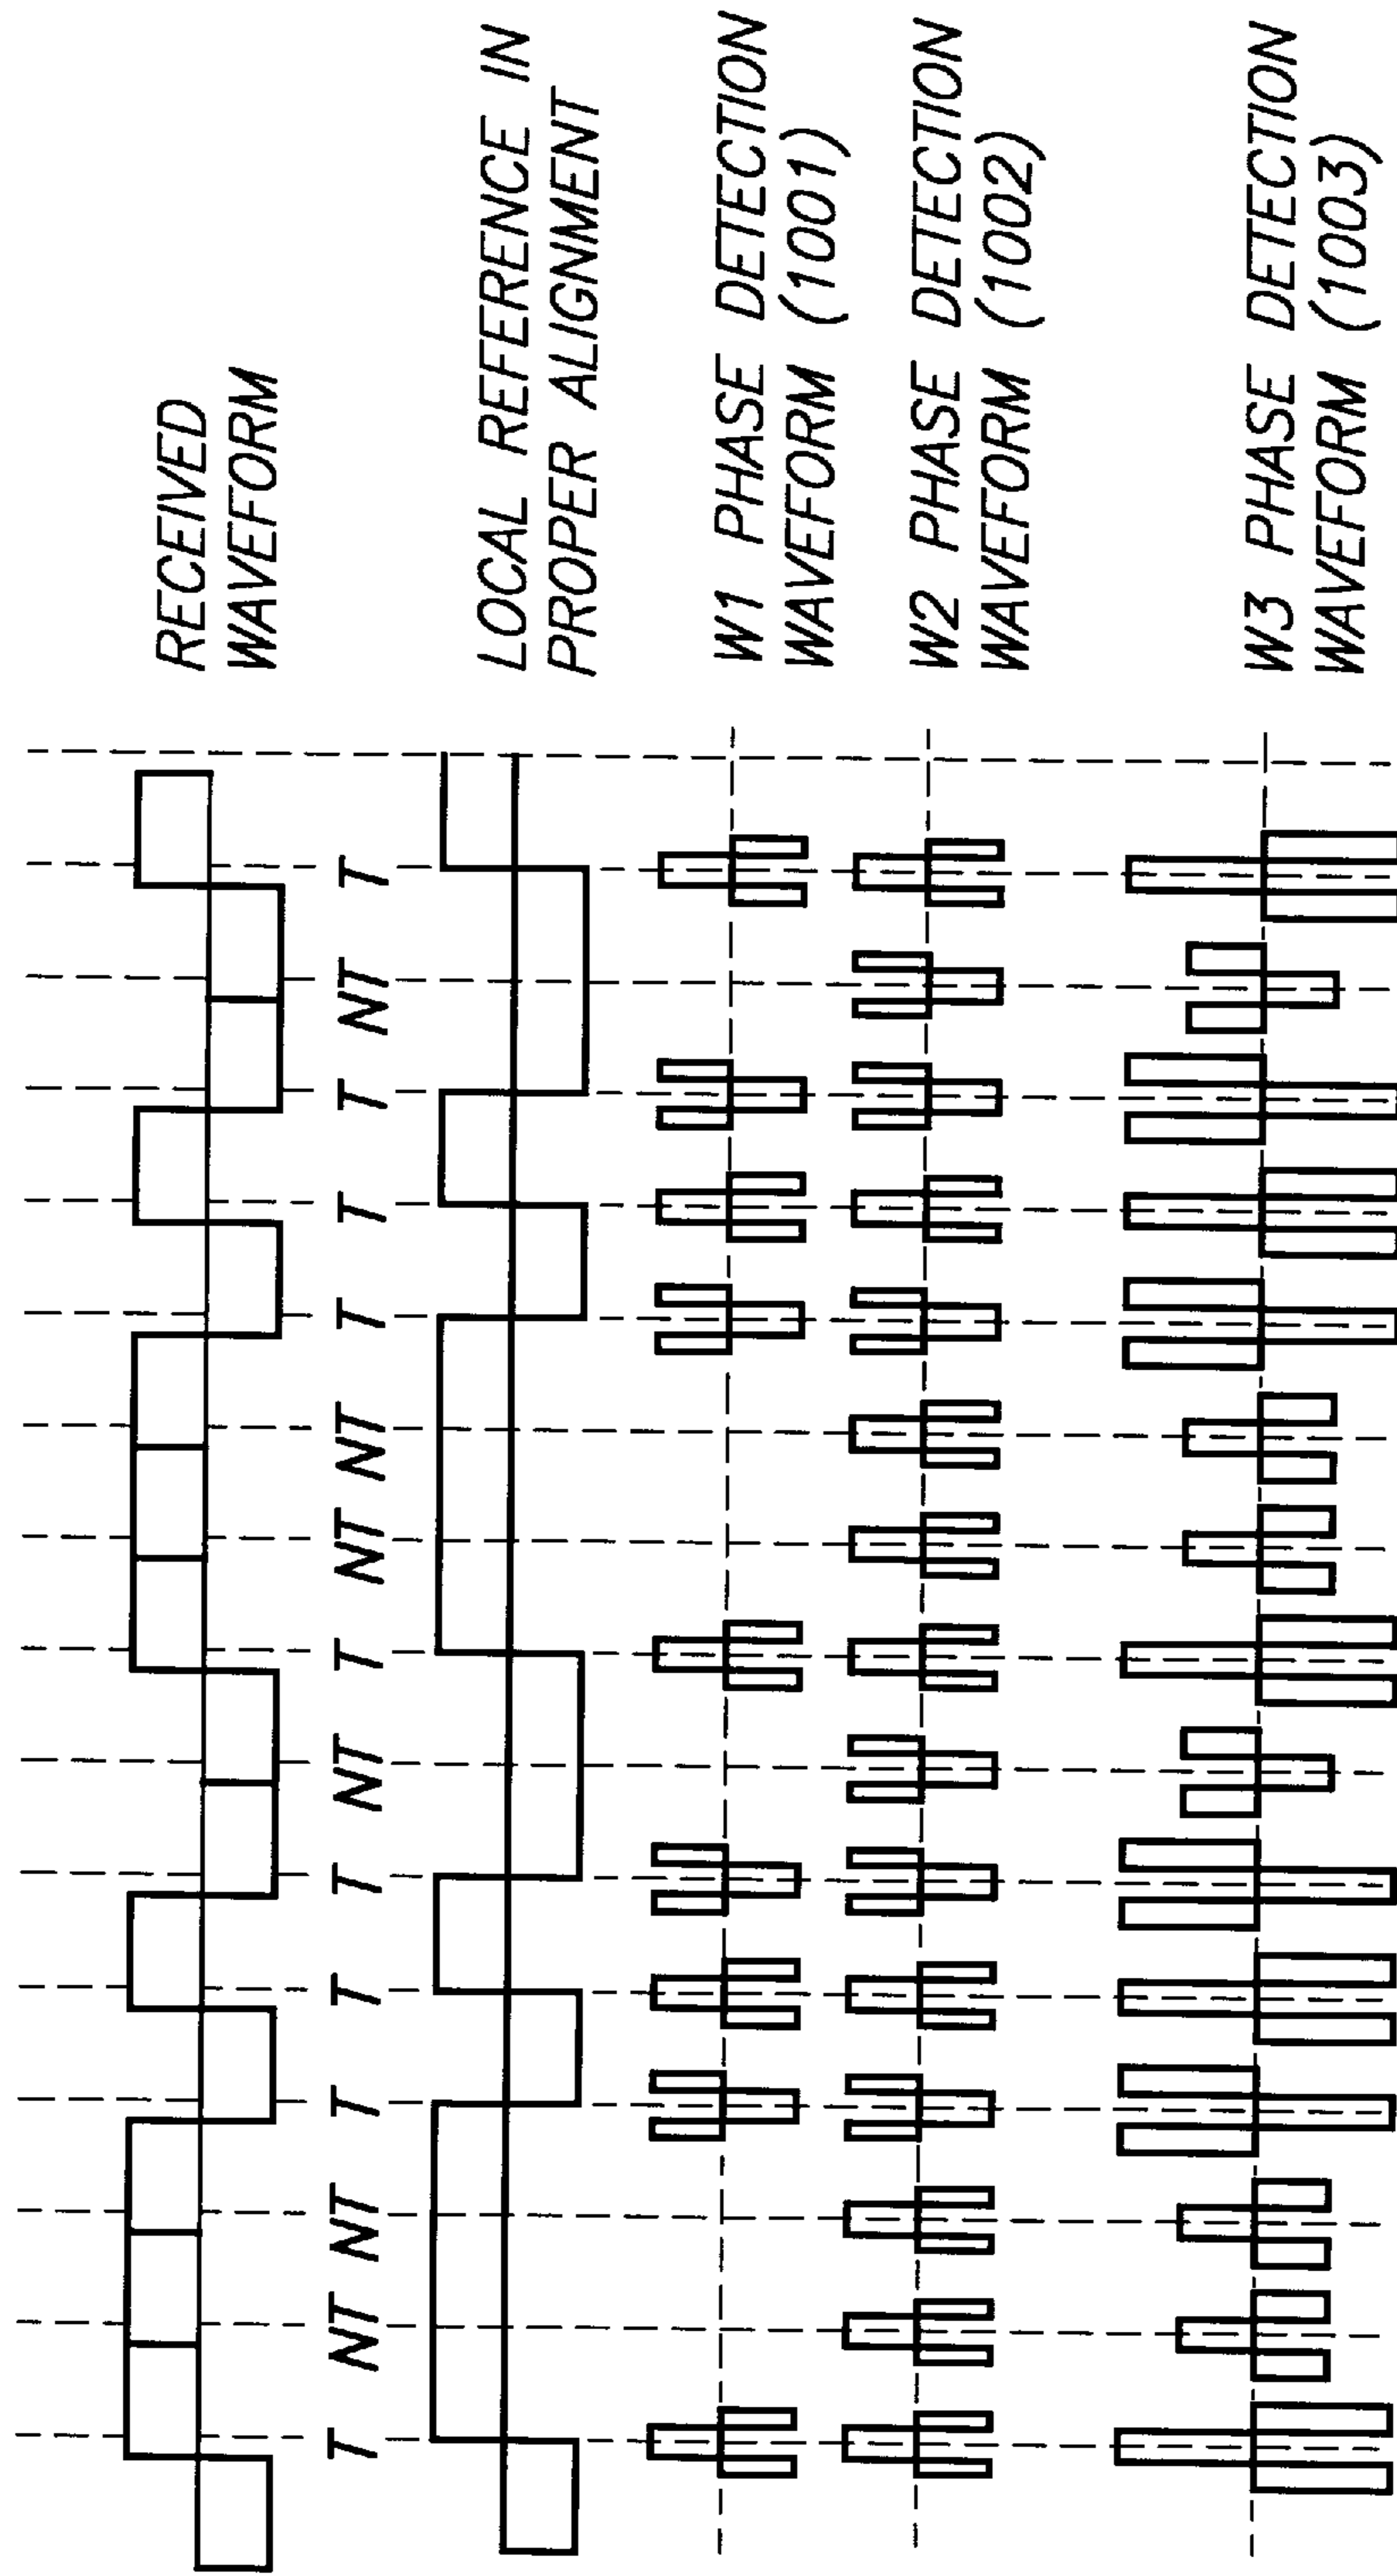 RECEIVED
WAVEFORM
T NT NT T T T NT T NT NT T T T NT T
LOCAL REFERENCE IN
PROPER ALIGNMENT
W1 PHASE DETECTION
WAVEFORM (1001)
W2 PHASE DETECTION
WAVEFORM (1002)
W3 PHASE DETECTION
WAVEFORM (1003)